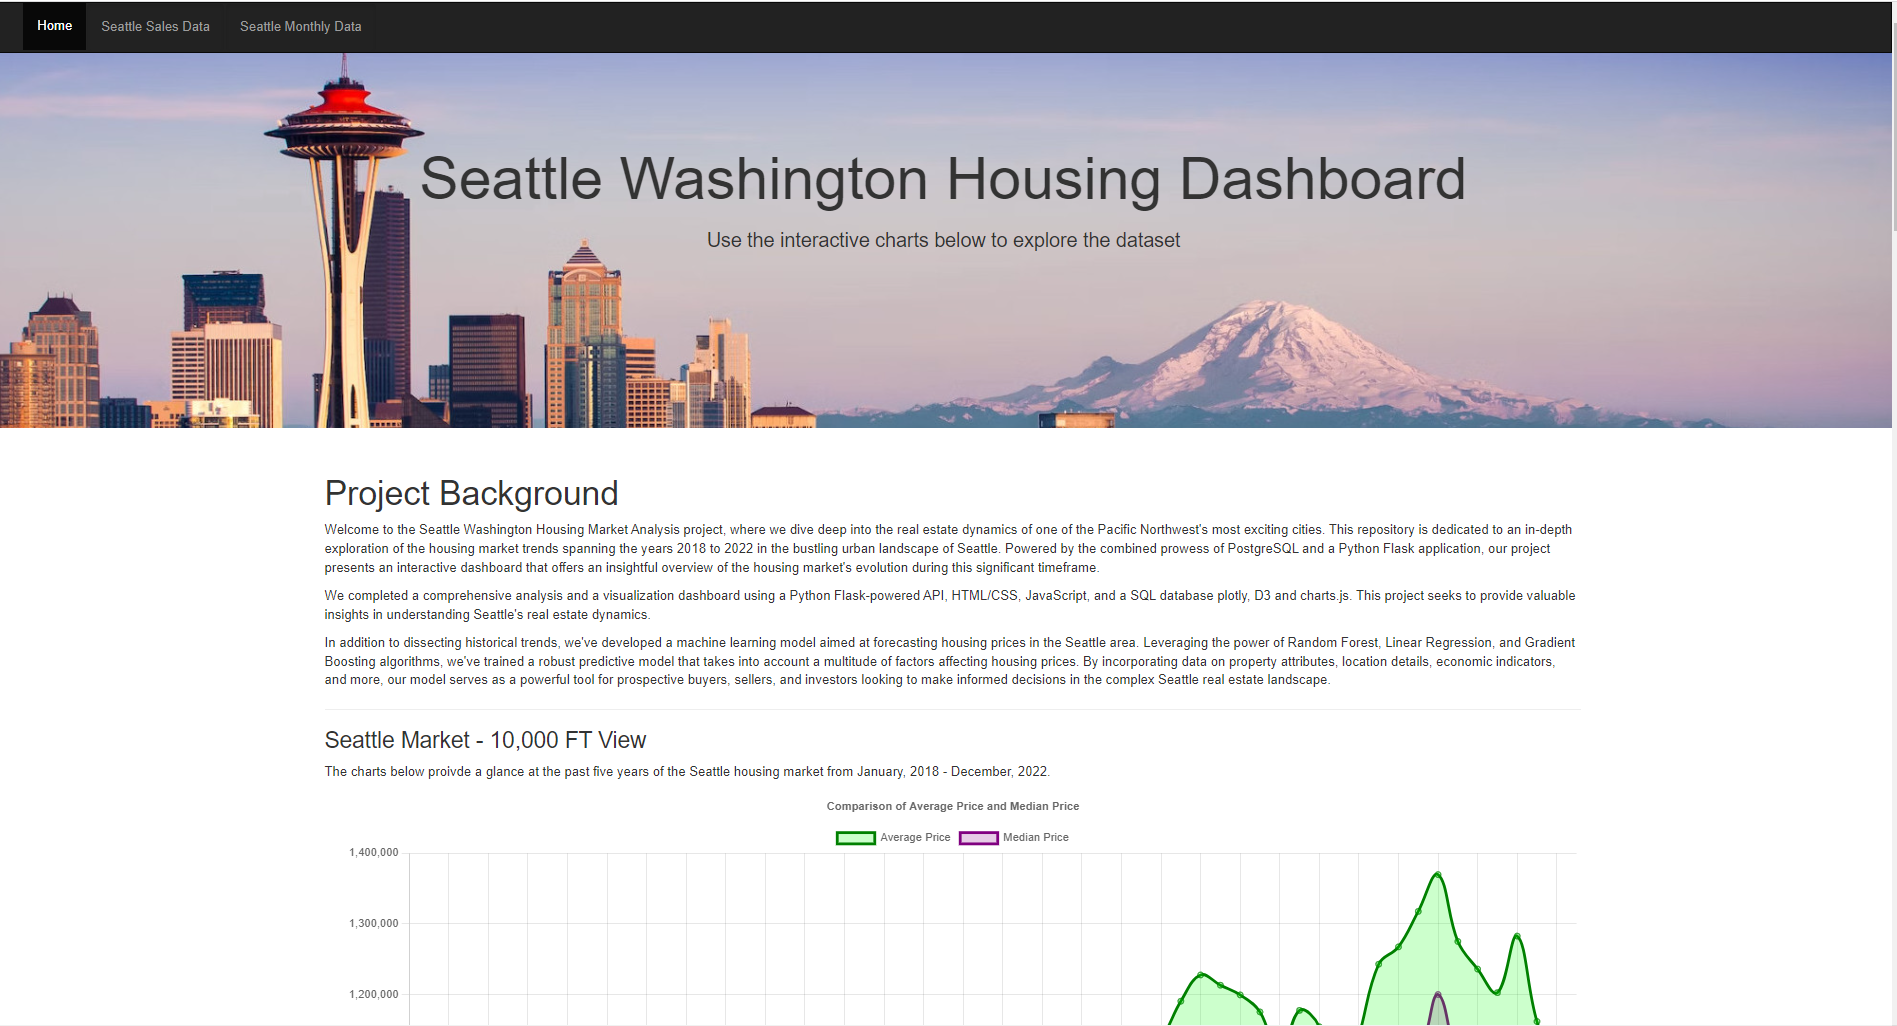 Home Seattle Sales Data Seattle Monthly Data
Seattle Washington Housing Dashboard
Use the interactive charts below to explore the dataset
Project Background
Welcome to the Seattle Washington Housing Market Analysis project, where we dive deep into the real estate dynamics of one of the Pacific Northwest's most exciting cities. This repository is dedicated to an in-depth
exploration of the housing market trends spanning the years 2018 to 2022 in the bustling urban landscape of Seattle. Powered by the combined prowess of PostgreSQL and a Python Flask application, our project
presents an interactive dashboard that offers an insightful overview of the housing market's evolution during this significant timeframe.
We completed a comprehensive analysis and a visualization dashboard using a Python Flask-powered API, HTML/CSS, JavaScript, and a SQL database plotly, D3 and charts.js. This project seeks to provide valuable
insights in understanding Seattle's real estate dynamics.
In addition to dissecting historical trends, we've developed a machine learning model aimed at forecasting housing prices in the Seattle area. Leveraging the power of Random Forest, Linear Regression, and Gradient
Boosting algorithms, we've trained a robust predictive model that takes into account a multitude of factors affecting housing prices. By incorporating data on property attributes, location details, economic indicators,
and more, our model serves as a powerful tool for prospective buyers, sellers, and investors looking to make informed decisions in the complex Seattle real estate landscape.
Seattle Market - 10,000 FT View
The charts below proivde a glance at the past five years of the Seattle housing market from January, 2018 - December, 2022.
Comparison of Average Price and Median Price
Average Price Median Price
1,400,000
1,300,000
1,200,000